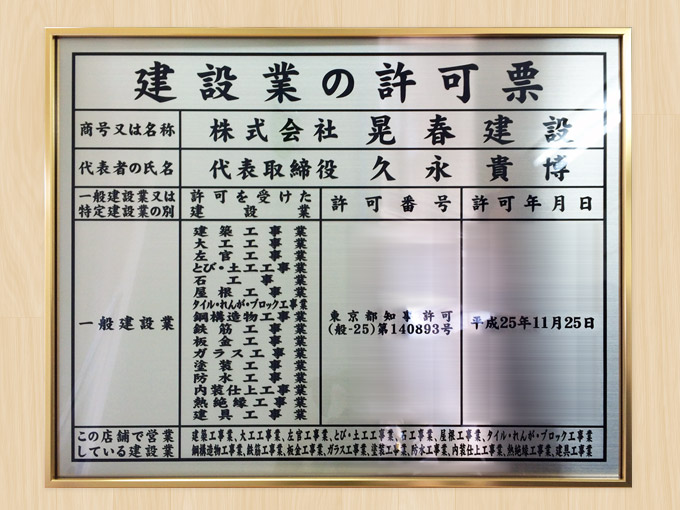 建設業の許可票
商号又は名称 株式会社 晃春建設
代表者の氏名 代表取締役 久永貴博
一般建設業又は
特定建設業の別
許可を受けた
建設業
許可番号
許可年月日
一般建設業
建築工事業
大工工事業
左官工事業
とび・土工工事業
石工事業
屋根工事業
タイル・れんが・ブロック工事業
鋼構造物工事業
鉄筋工事業
板金工事業
ガラス工事業
塗装工事業
防水工事業
内装仕上工事業
熱絶縁工事業
建具工事業
東京都知事許可
(般-25)第140893号
平成25年11月25日
この店舗で営業
している建設業
建築工事業、大工工事業、左官工事業、とび・土工工事業、石工事業、屋根工事業、タイル・れんが・ブロック工事業
鋼構造物工事業、鉄筋工事業、板金工事業、ガラス工事業、塗装工事業、防水工事業、内装仕上工事業、熱絶縁工事業、建具工事業